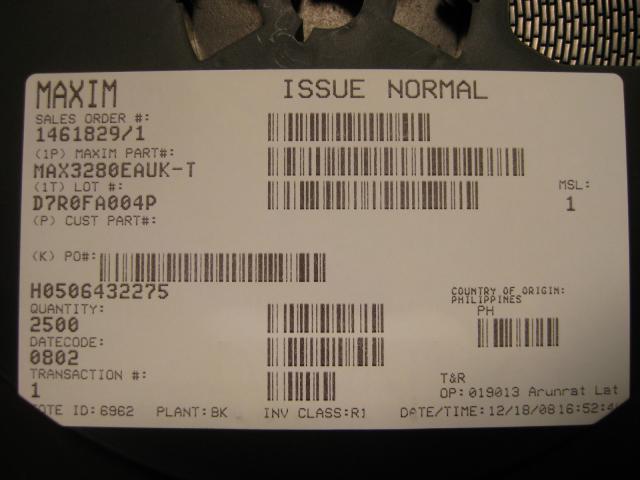 MAXIM ISSUE NORMAL
SALES ORDER #:
1461829/1
(1P) MAXIM PART#:
MAX3280EAUK-T
(1T) LOT #:
MSL:
D7R0FA004P
1
(P) CUST PART#:
(K) PO#:
H0506432275
COUNTRY OF ORIGIN:
PHILIPPINES
QUANTITY:
PH
2500
DATECODE:
0802
TRANSACTION #:
T&R
1
OP: 019013 Arunrat Lat
ID: 6962 PLANT: BK INV CLASS: R1 DATE/TIME: 12/18/08 16:52:4